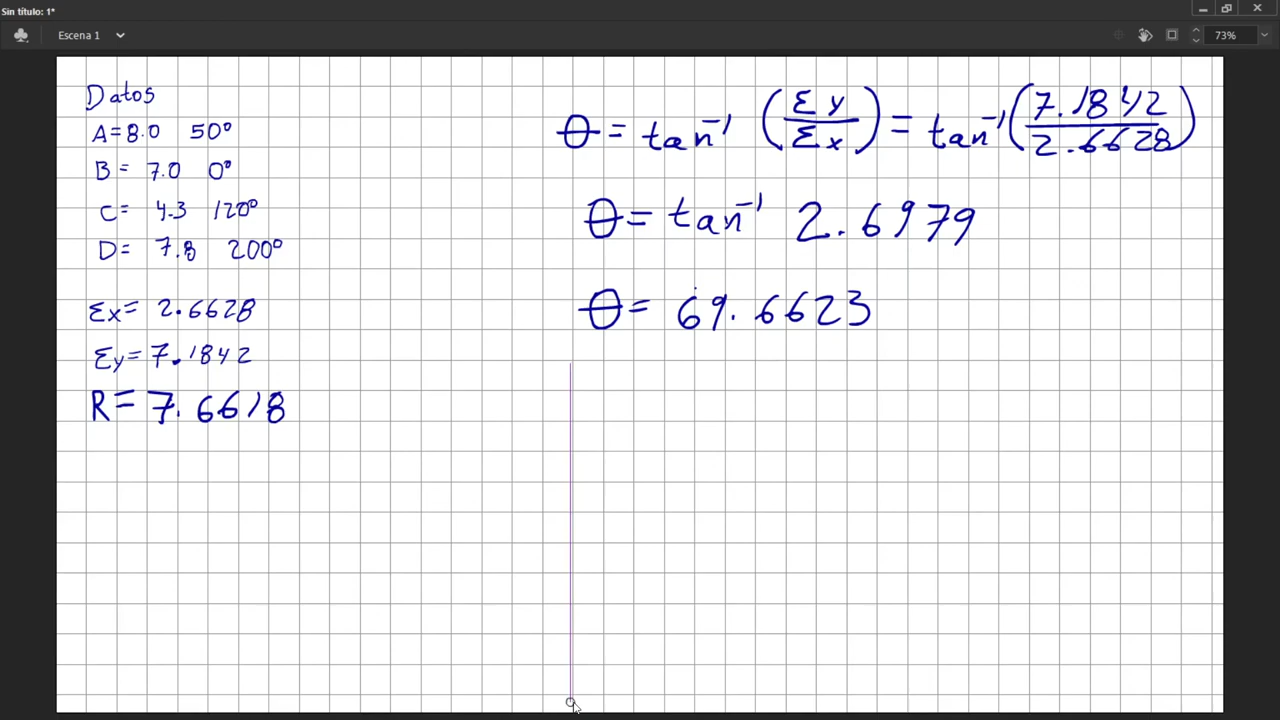 Sin título: 1*
Escena 1
73%
Datos
A=8.0 50°
B= 7.0 0°
C= 4.3 120°
D= 7.8 200°
Σx= 2.6628
Σy= 7.1842
R= 7.6618
θ= tan⁻¹ (Σy/Σx) = tan⁻¹ (7.1842/2.6628)
θ= tan⁻¹ 2.6979
θ= 69.6623